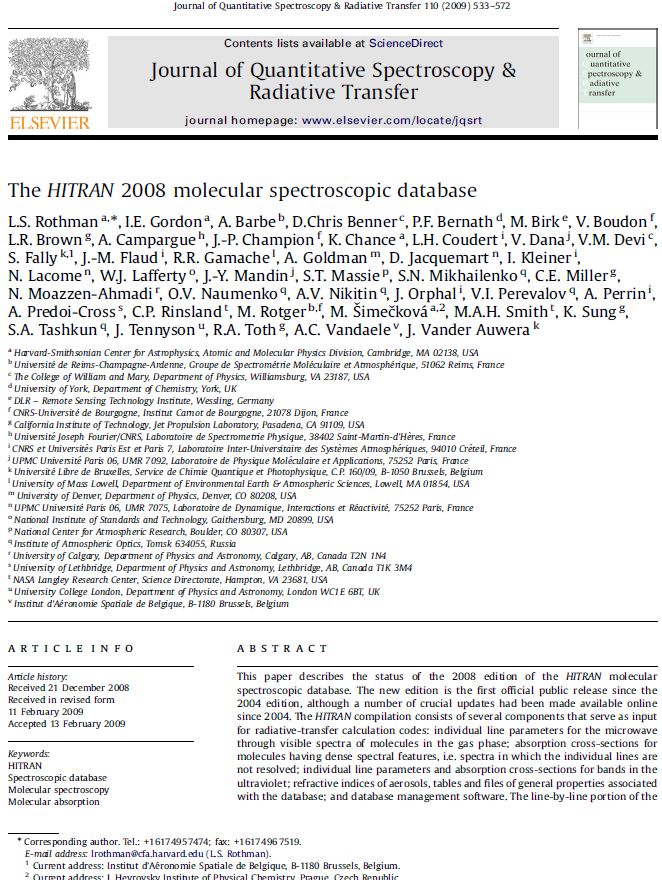 Journal of Quantitative Spectroscopy & Radiative Transfer 110 (2009) 533–572
Contents lists available at ScienceDirect
Journal of Quantitative Spectroscopy &
Radiative Transfer
journal homepage: www.elsevier.com/locate/jqsrt
ELSEVIER
ournal of
uantitative
pectroscopy &
adiative
ransfer
The HITRAN 2008 molecular spectroscopic database
L.S. Rothman a,*, I.E. Gordon a, A. Barbe b, D.Chris Benner c, P.F. Bernath d, M. Birk e, V. Boudon f,
L.R. Brown g, A. Campargue h, J.-P. Champion f, K. Chance a, L.H. Coudert i, V. Dana j, V.M. Devi c,
S. Fally k,1, J.-M. Flaud i, R.R. Gamache l, A. Goldman m, D. Jacquemart n, I. Kleiner i,
N. Lacome n, W.J. Lafferty o, J.-Y. Mandin j, S.T. Massie p, S.N. Mikhailenko q, C.E. Miller g,
N. Moazzen-Ahmadi r, O.V. Naumenko q, A.V. Nikitin q, J. Orphal i, V.I. Perevalov q, A. Perrin i,
A. Predoi-Cross s, C.P. Rinsland t, M. Rotger b,f, M. Šimečková a,2, M.A.H. Smith t, K. Sung g,
S.A. Tashkun q, J. Tennyson u, R.A. Toth g, A.C. Vandaele v, J. Vander Auwera k
a Harvard-Smithsonian Center for Astrophysics, Atomic and Molecular Physics Division, Cambridge, MA 02138, USA
b Université de Reims-Champagne-Ardenne, Groupe de Spectrométrie Moléculaire et Atmosphérique, 51062 Reims, France
c The College of William and Mary, Department of Physics, Williamsburg, VA 23187, USA
d University of York, Department of Chemistry, York, UK
e DLR – Remote Sensing Technology Institute, Wessling, Germany
f CNRS-Université de Bourgogne, Institut Carnot de Bourgogne, 21078 Dijon, France
g California Institute of Technology, Jet Propulsion Laboratory, Pasadena, CA 91109, USA
h Université Joseph Fourier/CNRS, Laboratoire de Spectrometrie Physique, 38402 Saint-Martin-d'Hères, France
i CNRS et Universités Paris Est et Paris 7, Laboratoire Inter-Universitaire des Systèmes Atmosphériques, 94010 Créteil, France
j UPMC Université Paris 06, UMR 7092, Laboratoire de Physique Moléculaire et Applications, 75252 Paris, France
k Université Libre de Bruxelles, Service de Chimie Quantique et Photophysique, C.P. 160/09, B-1050 Brussels, Belgium
l University of Mass Lowell, Department of Environmental Earth & Atmospheric Sciences, Lowell, MA 01854, USA
m University of Denver, Department of Physics, Denver, CO 80208, USA
n UPMC Université Paris 06, UMR 7075, Laboratoire de Dynamique, Interactions et Réactivité, 75252 Paris, France
o National Institute of Standards and Technology, Gaithersburg, MD 20899, USA
p National Center for Atmospheric Research, Boulder, CO 80307, USA
q Institute of Atmospheric Optics, Tomsk 634055, Russia
r University of Calgary, Department of Physics and Astronomy, Calgary, AB, Canada T2N 1N4
s University of Lethbridge, Department of Physics and Astronomy, Lethbridge, AB, Canada T1K 3M4
t NASA Langley Research Center, Science Directorate, Hampton, VA 23681, USA
u University College London, Department of Physics and Astronomy, London WC1E 6BT, UK
v Institut d'Aéronomie Spatiale de Belgique, B-1180 Brussels, Belgium
ARTICLE INFO
Article history:
Received 21 December 2008
Received in revised form
11 February 2009
Accepted 13 February 2009
Keywords:
HITRAN
Spectroscopic database
Molecular spectroscopy
Molecular absorption
ABSTRACT
This paper describes the status of the 2008 edition of the HITRAN molecular
spectroscopic database. The new edition is the first official public release since the
2004 edition, although a number of crucial updates had been made available online
since 2004. The HITRAN compilation consists of several components that serve as input
for radiative-transfer calculation codes: individual line parameters for the microwave
through visible spectra of molecules in the gas phase; absorption cross-sections for
molecules having dense spectral features, i.e. spectra in which the individual lines are
not resolved; individual line parameters and absorption cross-sections for bands in the
ultraviolet; refractive indices of aerosols, tables and files of general properties associated
with the database; and database management software. The line-by-line portion of the
* Corresponding author. Tel.: +16174957474; fax: +16174967519.
E-mail address: lrothman@cfa.harvard.edu (L.S. Rothman).
1 Current address: Institut d'Aéronomie Spatiale de Belgique, B-1180 Brussels, Belgium.
2 Current address: J. Heyrovský Institute of Physical Chemistry, Prague, Czech Republic.